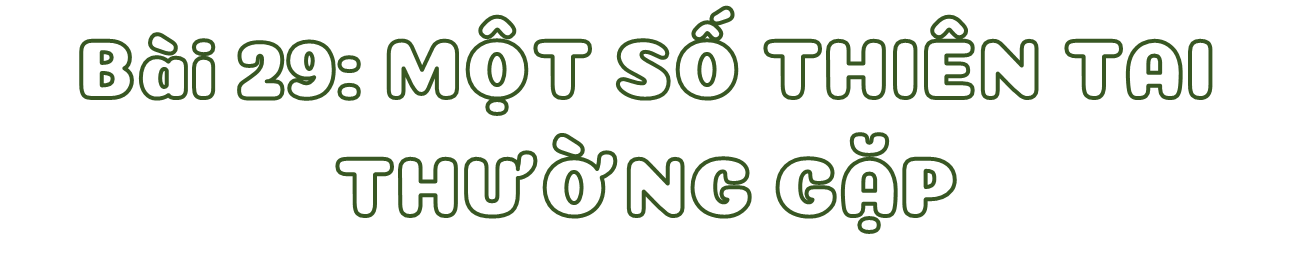 Bài 29: MỘT SỐ THIÊN TAI
THƯỜNG GẶP